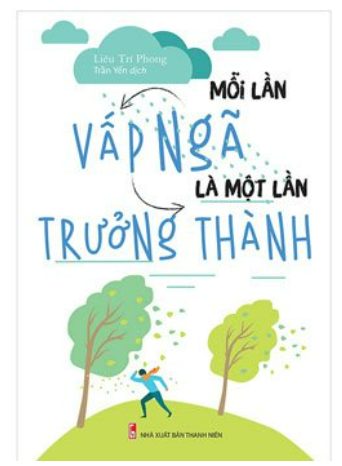 Liêu Trí Phong
Trần Yến dịch
MỖI LẦN
VẤP NGÃ
LÀ MỘT LẦN
TRƯỞNG THÀNH
NHÀ XUẤT BẢN THANH NIÊN